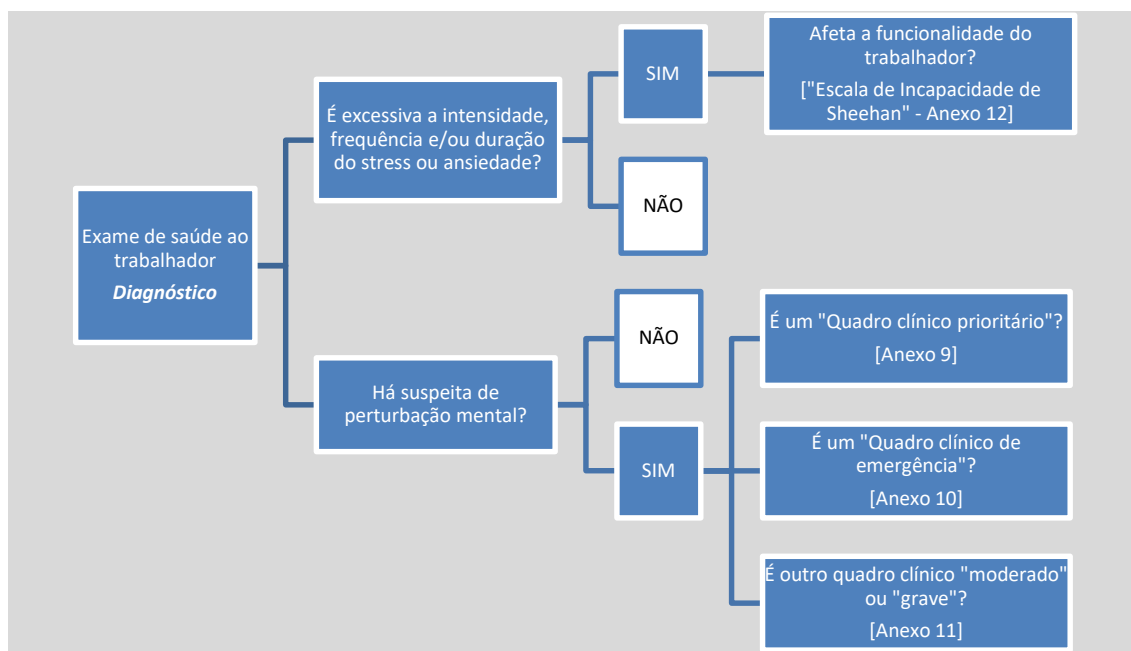 Exame de saúde ao
trabalhador
Diagnóstico
É excessiva a intensidade,
frequência e/ou duração
do stress ou ansiedade?
SIM
Afeta a funcionalidade do
trabalhador?
["Escala de Incapacidade de
Sheehan" - Anexo 12]
NÃO
Há suspeita de
perturbação mental?
NÃO
SIM
É um "Quadro clínico prioritário"?
[Anexo 9]
É um "Quadro clínico de
emergência"?
[Anexo 10]
É outro quadro clínico "moderado"
ou "grave"?
[Anexo 11]